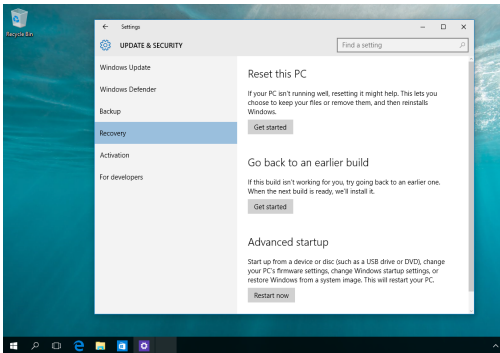 Recycle Bin
Settings
UPDATE & SECURITY
Find a setting
Windows Update
Windows Defender
Backup
Recovery
Activation
For developers
Reset this PC
If your PC isn't running well, resetting it might help. This lets you
choose to keep your files or remove them, and then reinstalls
Windows.
Get started
Go back to an earlier build
If this build isn't working for you, try going back to an earlier one.
When the next build is ready, we'll install it.
Get started
Advanced startup
Start up from a device or disc (such as a USB drive or DVD), change
your PC's firmware settings, change Windows startup settings, or
restore Windows from a system image. This will restart your PC.
Restart now